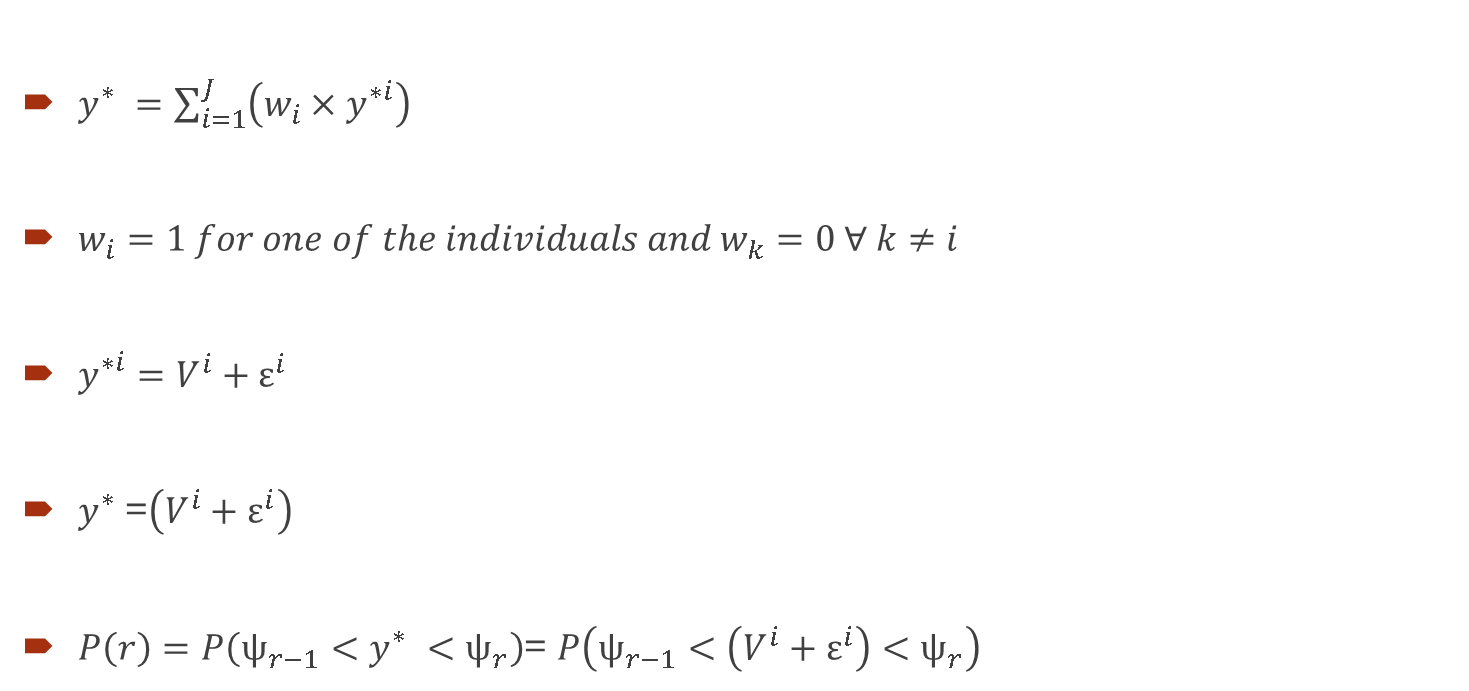 y* = ∑_{i=1}^{J}(w_i × y^{*i})
w_i = 1 for one of the individuals and w_k = 0 ∀ k ≠ i
y^{*i} = V^i + ε^i
y* =(V^i + ε^i)
P(r) = P(ψ_{r−1} < y* < ψ_r)= P(ψ_{r−1} < (V^i + ε^i) < ψ_r)